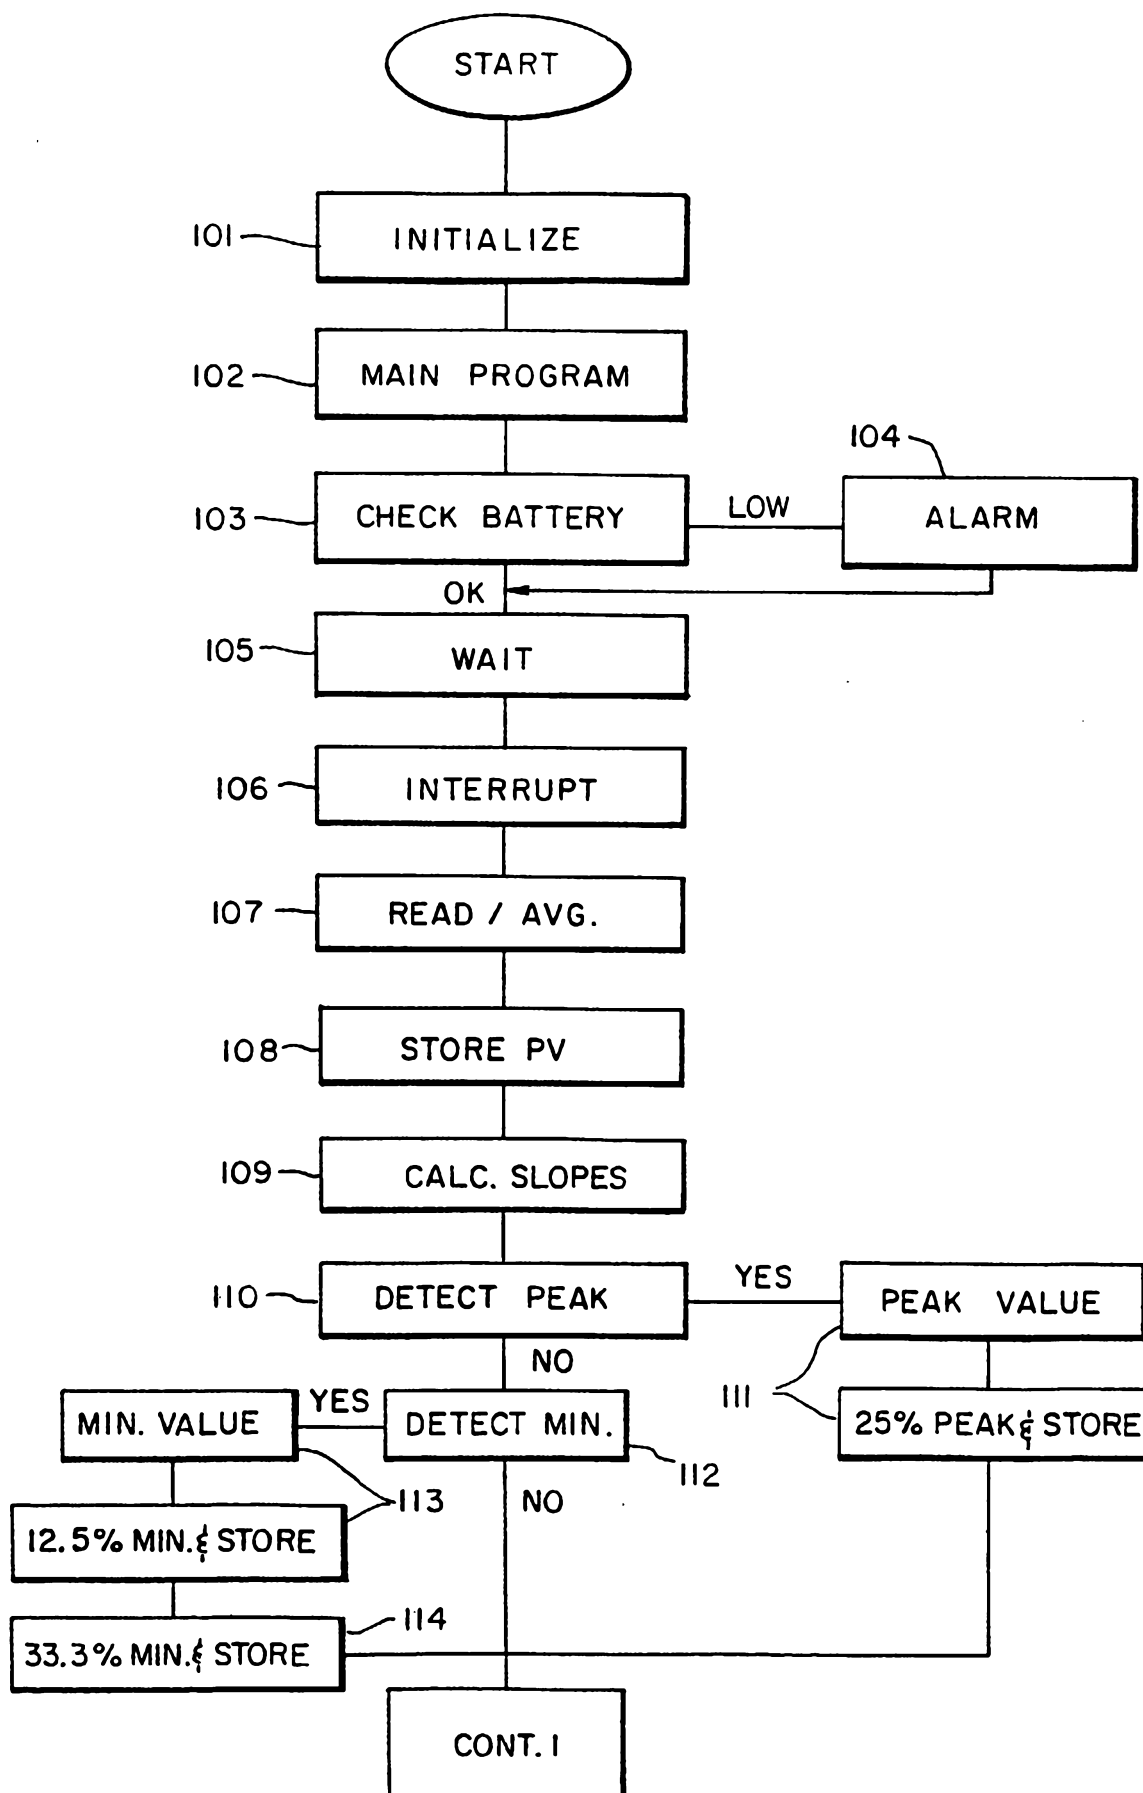 START
101
INITIALIZE
102
MAIN PROGRAM
104
103
CHECK BATTERY
LOW
ALARM
OK
105
WAIT
106
INTERRUPT
107
READ / AVG.
108
STORE PV
109
CALC. SLOPES
110
DETECT PEAK
YES
PEAK VALUE
NO
111
MIN. VALUE
YES
DETECT MIN.
25% PEAK & STORE
112
113
NO
12.5% MIN. & STORE
114
33.3% MIN. & STORE
CONT. 1